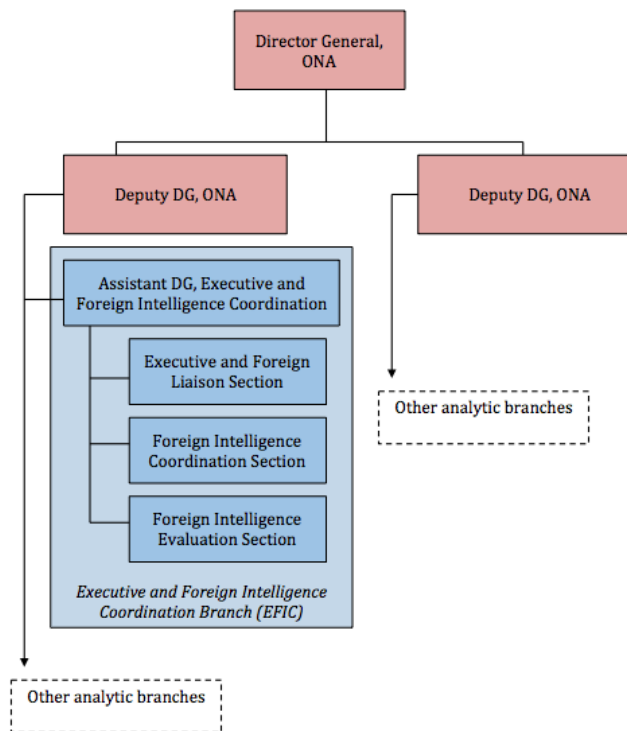 Director General,
ONA
Deputy DG, ONA
Deputy DG, ONA
Assistant DG, Executive and
Foreign Intelligence Coordination
Executive and Foreign
Liaison Section
Foreign Intelligence
Coordination Section
Foreign Intelligence
Evaluation Section
Executive and Foreign Intelligence
Coordination Branch (EFIC)
Other analytic branches
Other analytic branches